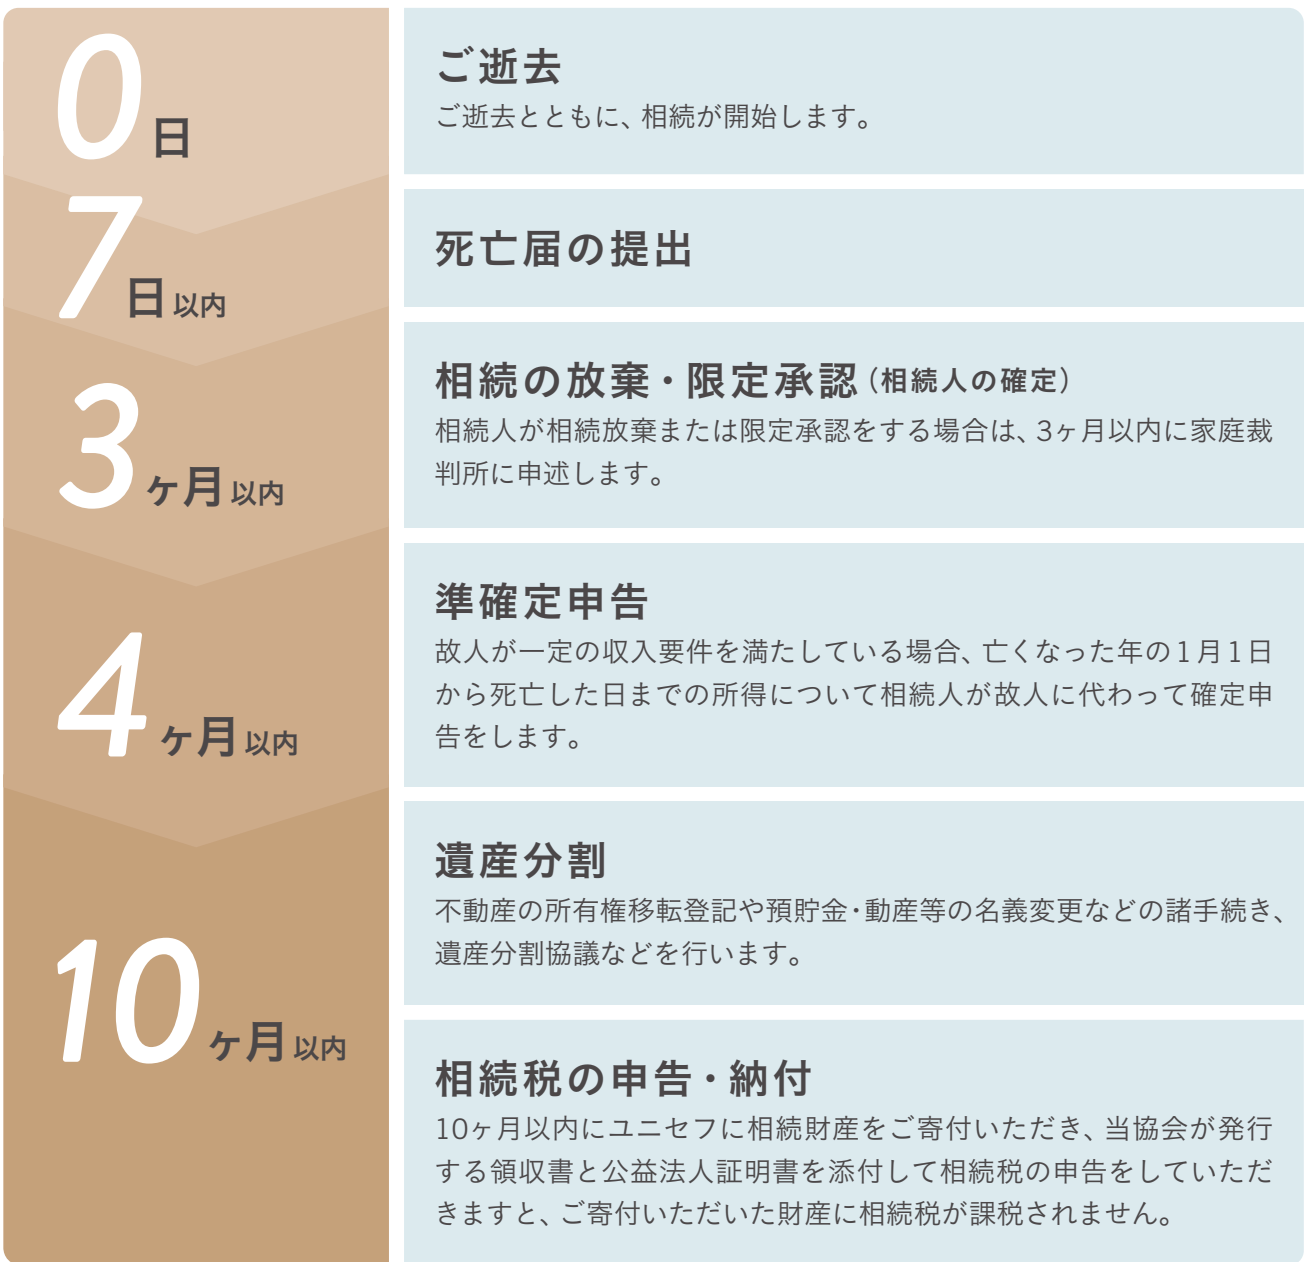 0日
ご逝去
ご逝去とともに、相続が開始します。
7日以内
死亡届の提出
3ヶ月以内
相続の放棄・限定承認（相続人の確定）
相続人が相続放棄または限定承認をする場合は、3ヶ月以内に家庭裁
判所に申述します。
4ヶ月以内
準確定申告
故人が一定の収入要件を満たしている場合、亡くなった年の1月1日
から死亡した日までの所得について相続人が故人に代わって確定申
告をします。
10ヶ月以内
遺産分割
不動産の所有権移転登記や預貯金・動産等の名義変更などの諸手続き、
遺産分割協議などを行います。
相続税の申告・納付
10ヶ月以内にユニセフに相続財産をご寄付いただき、当協会が発行
する領収書と公益法人証明書を添付して相続税の申告をしていただ
きますと、ご寄付いただいた財産に相続税が課税されません。